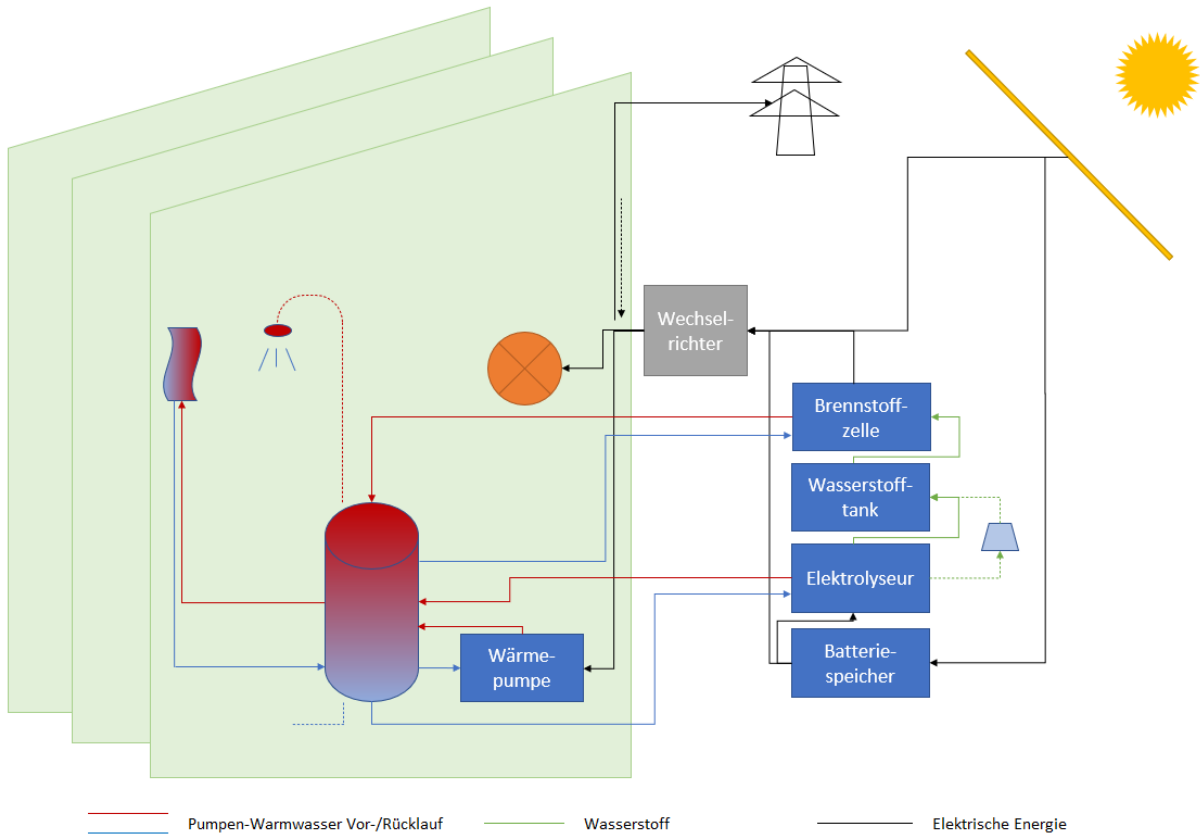 Wechsel-
richter
Brennstoff-
zelle
Wasserstoff-
tank
Elektrolyseur
Batterie-
speicher
Wärme-
pumpe
Pumpen-Warmwasser Vor-/Rücklauf
Wasserstoff
Elektrische Energie